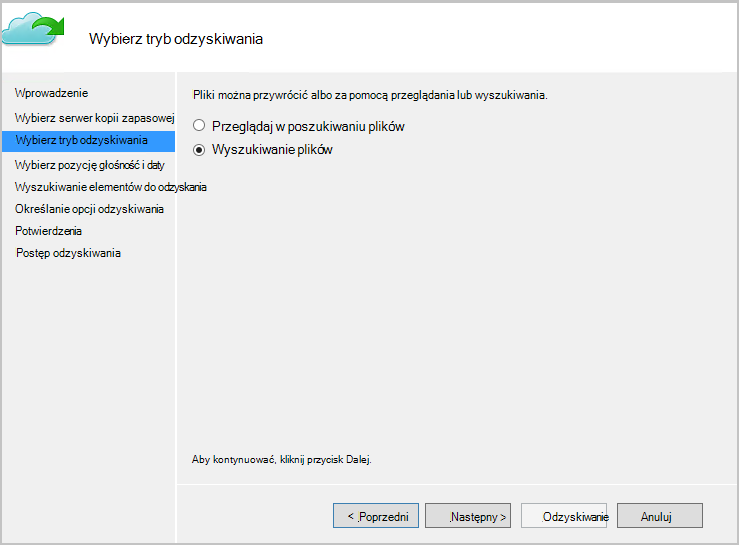 Wybierz tryb odzyskiwania
Wprowadzenie
Wybierz serwer kopii zapasowej
Wybierz tryb odzyskiwania
Wybierz pozycję głośność i daty
Wyszukiwanie elementów do odzyskania
Określanie opcji odzyskiwania
Potwierdzenia
Postęp odzyskiwania
Pliki można przywrócić albo za pomocą przeglądania lub wyszukiwania.
Przeglądaj w poszukiwaniu plików
Wyszukiwanie plików
Aby kontynuować, kliknij przycisk Dalej.
< Poprzedni Następny > Odzyskiwanie Anuluj